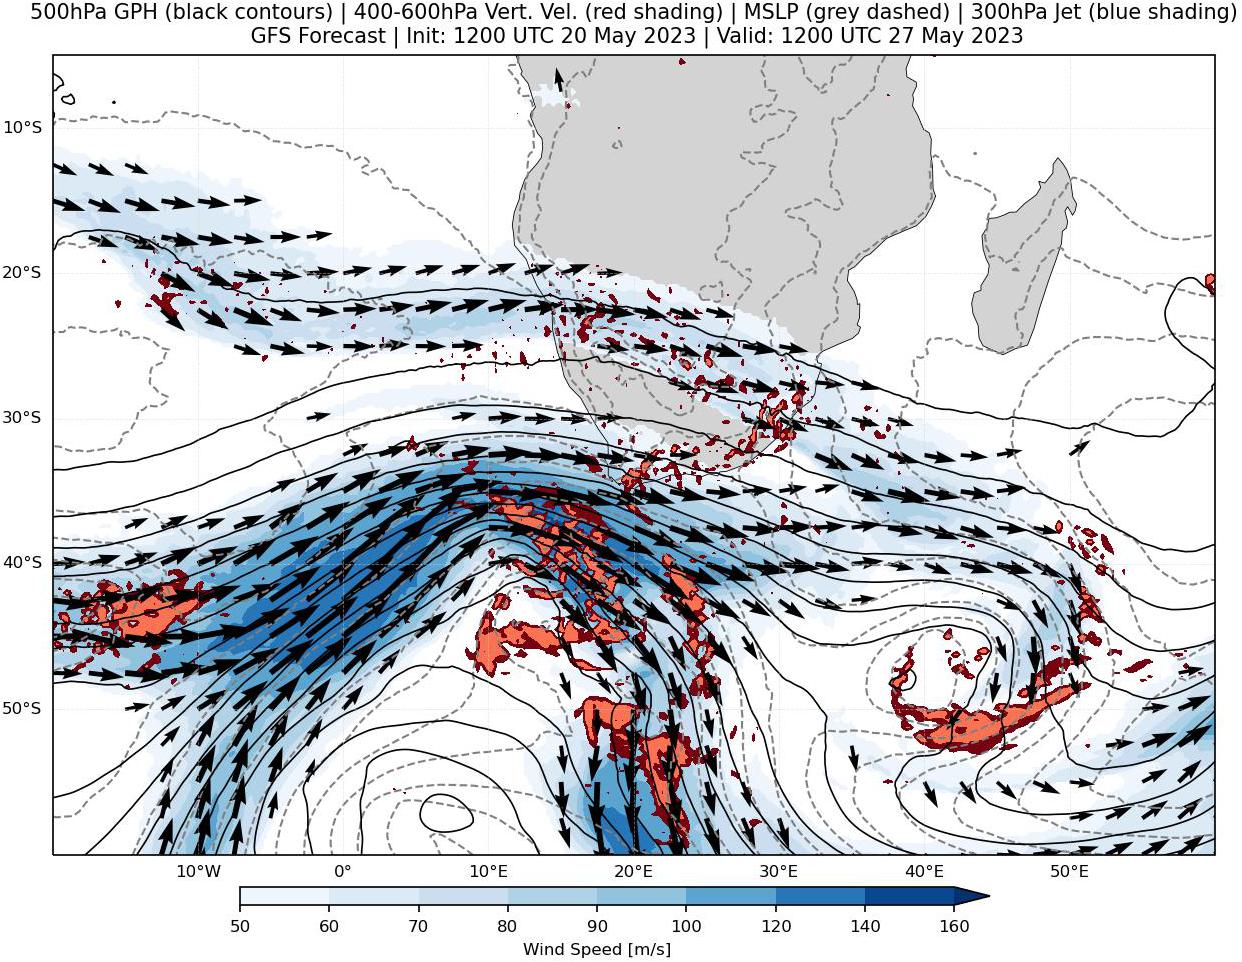 500hPa GPH (black contours) | 400-600hPa Vert. Vel. (red shading) | MSLP (grey dashed) | 300hPa Jet (blue shading)
GFS Forecast | Init: 1200 UTC 20 May 2023 | Valid: 1200 UTC 27 May 2023
10°S
20°S
30°S
40°S
50°S
10°W 0° 10°E 20°E 30°E 40°E 50°E
50 60 70 80 90 100 120 140 160
Wind Speed [m/s]